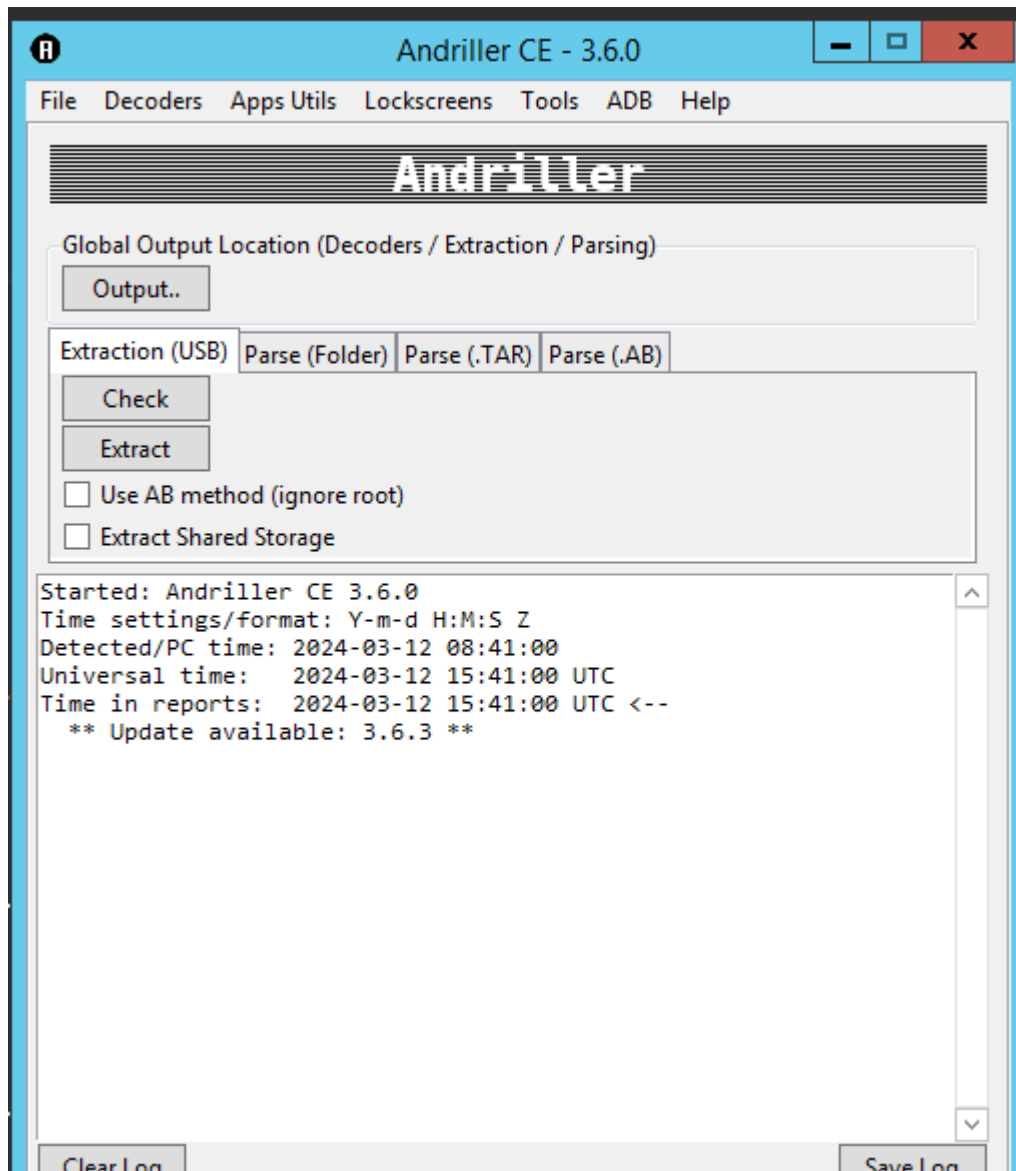 Andriller CE - 3.6.0
File Decoders Apps Utils Lockscreens Tools ADB Help
Andriller
Global Output Location (Decoders / Extraction / Parsing)
Output..
Extraction (USB) Parse (Folder) Parse (.TAR) Parse (.AB)
Check
Extract
Use AB method (ignore root)
Extract Shared Storage
Started: Andriller CE 3.6.0
Time settings/format: Y-m-d H:M:S Z
Detected/PC time: 2024-03-12 08:41:00
Universal time:   2024-03-12 15:41:00 UTC
Time in reports:  2024-03-12 15:41:00 UTC <--
  ** Update available: 3.6.3 **
Clear Log Save Log